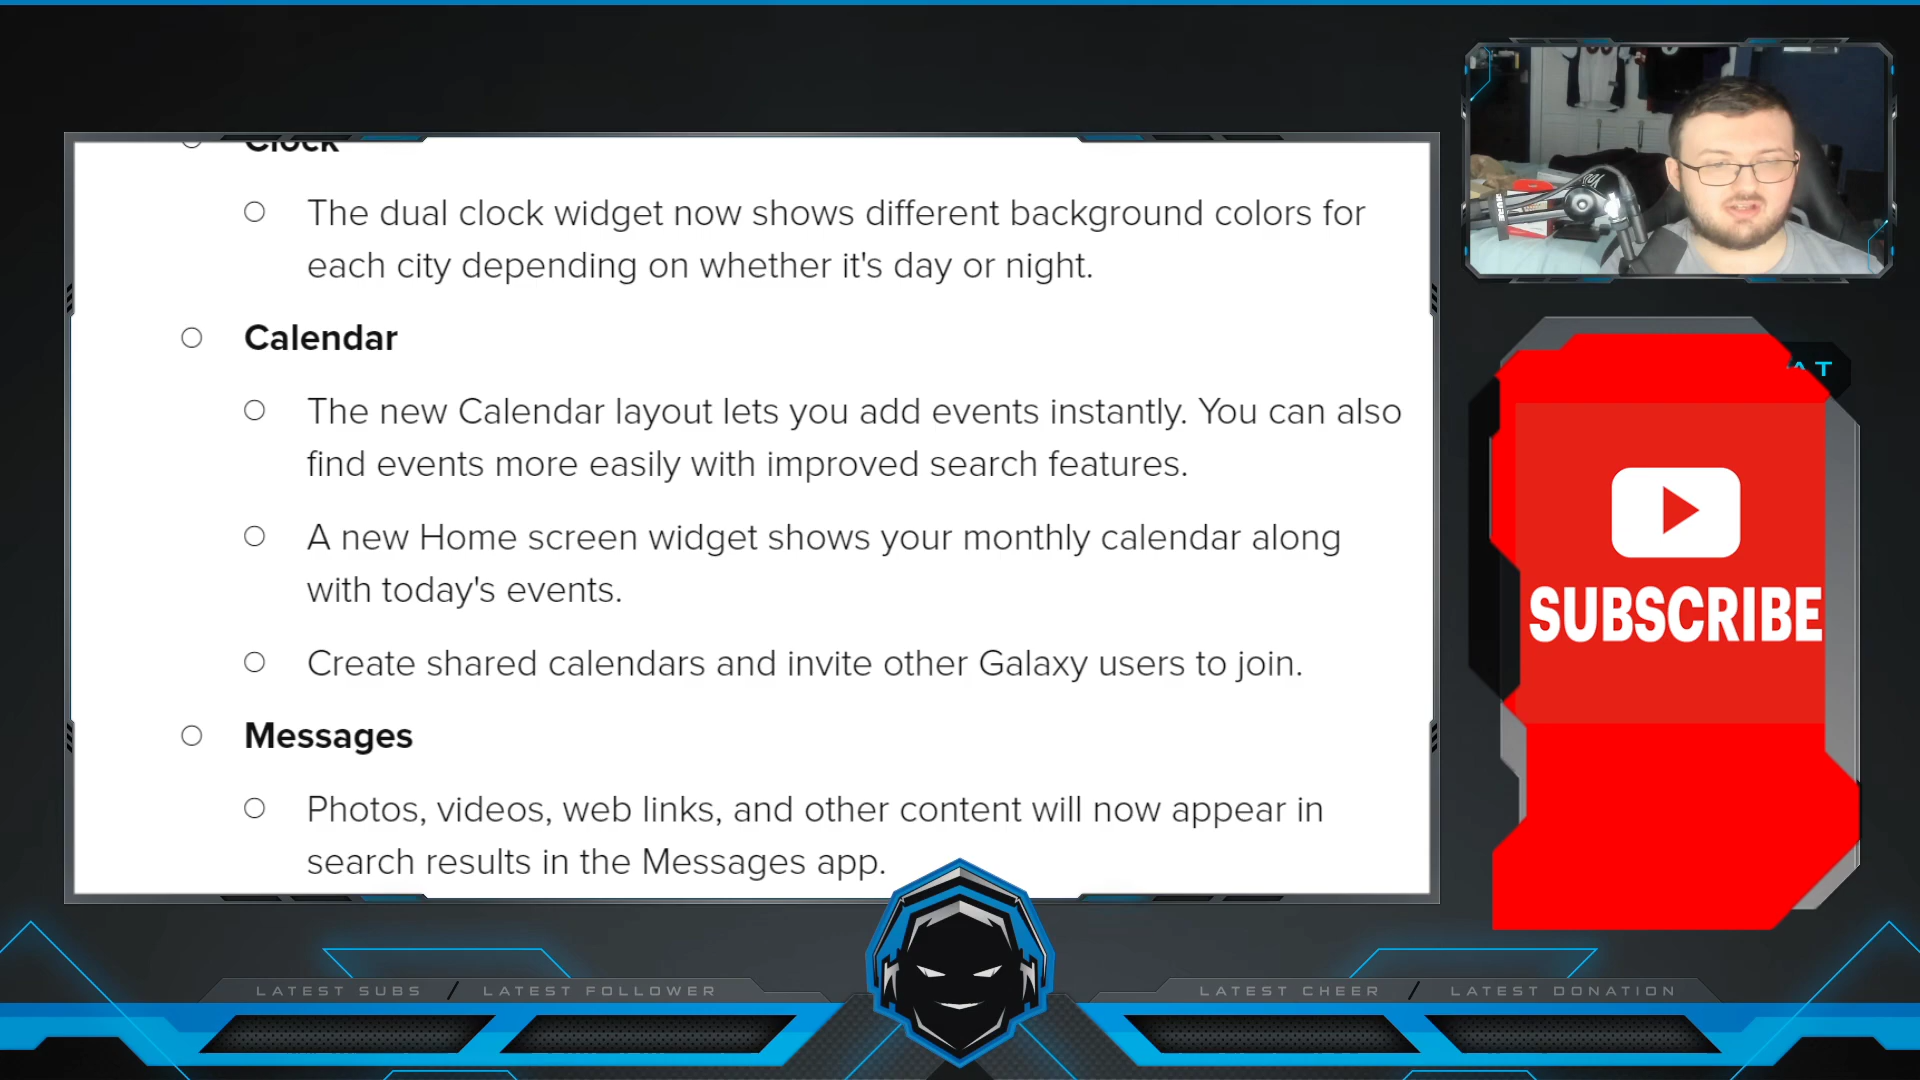 Clock
The dual clock widget now shows different background colors for
each city depending on whether it's day or night.
Calendar
The new Calendar layout lets you add events instantly. You can also
find events more easily with improved search features.
A new Home screen widget shows your monthly calendar along
with today's events.
Create shared calendars and invite other Galaxy users to join.
Messages
Photos, videos, web links, and other content will now appear in
search results in the Messages app.
SUBSCRIBE
LATEST SUBS / LATEST FOLLOWER
LATEST CHEER / LATEST DONATION